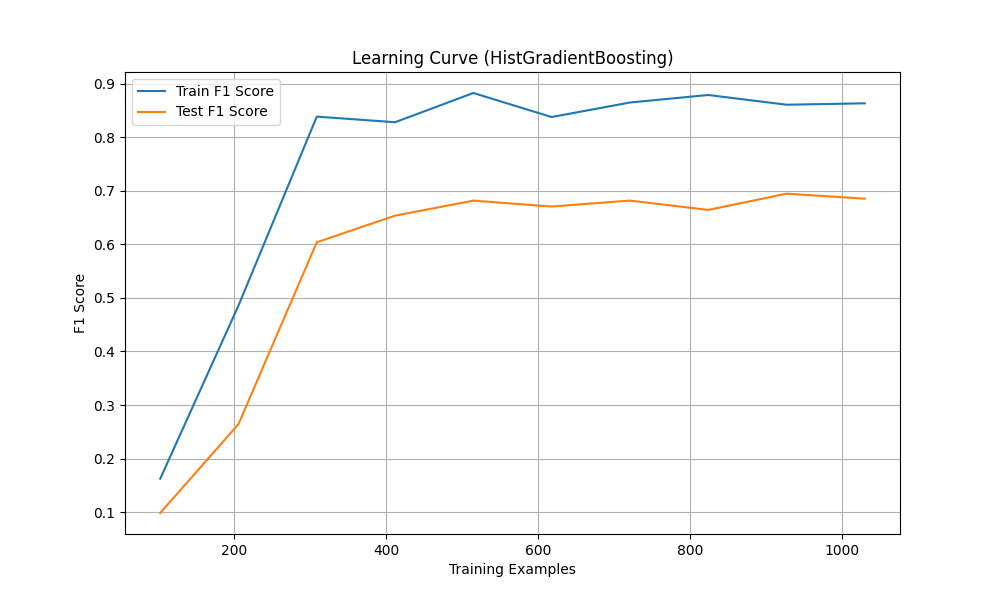 Learning Curve (HistGradientBoosting)
Train F1 Score
Test F1 Score
0.9
0.8
0.7
0.6
0.5
0.4
0.3
0.2
0.1
F1 Score
200 400 600 800 1000
Training Examples